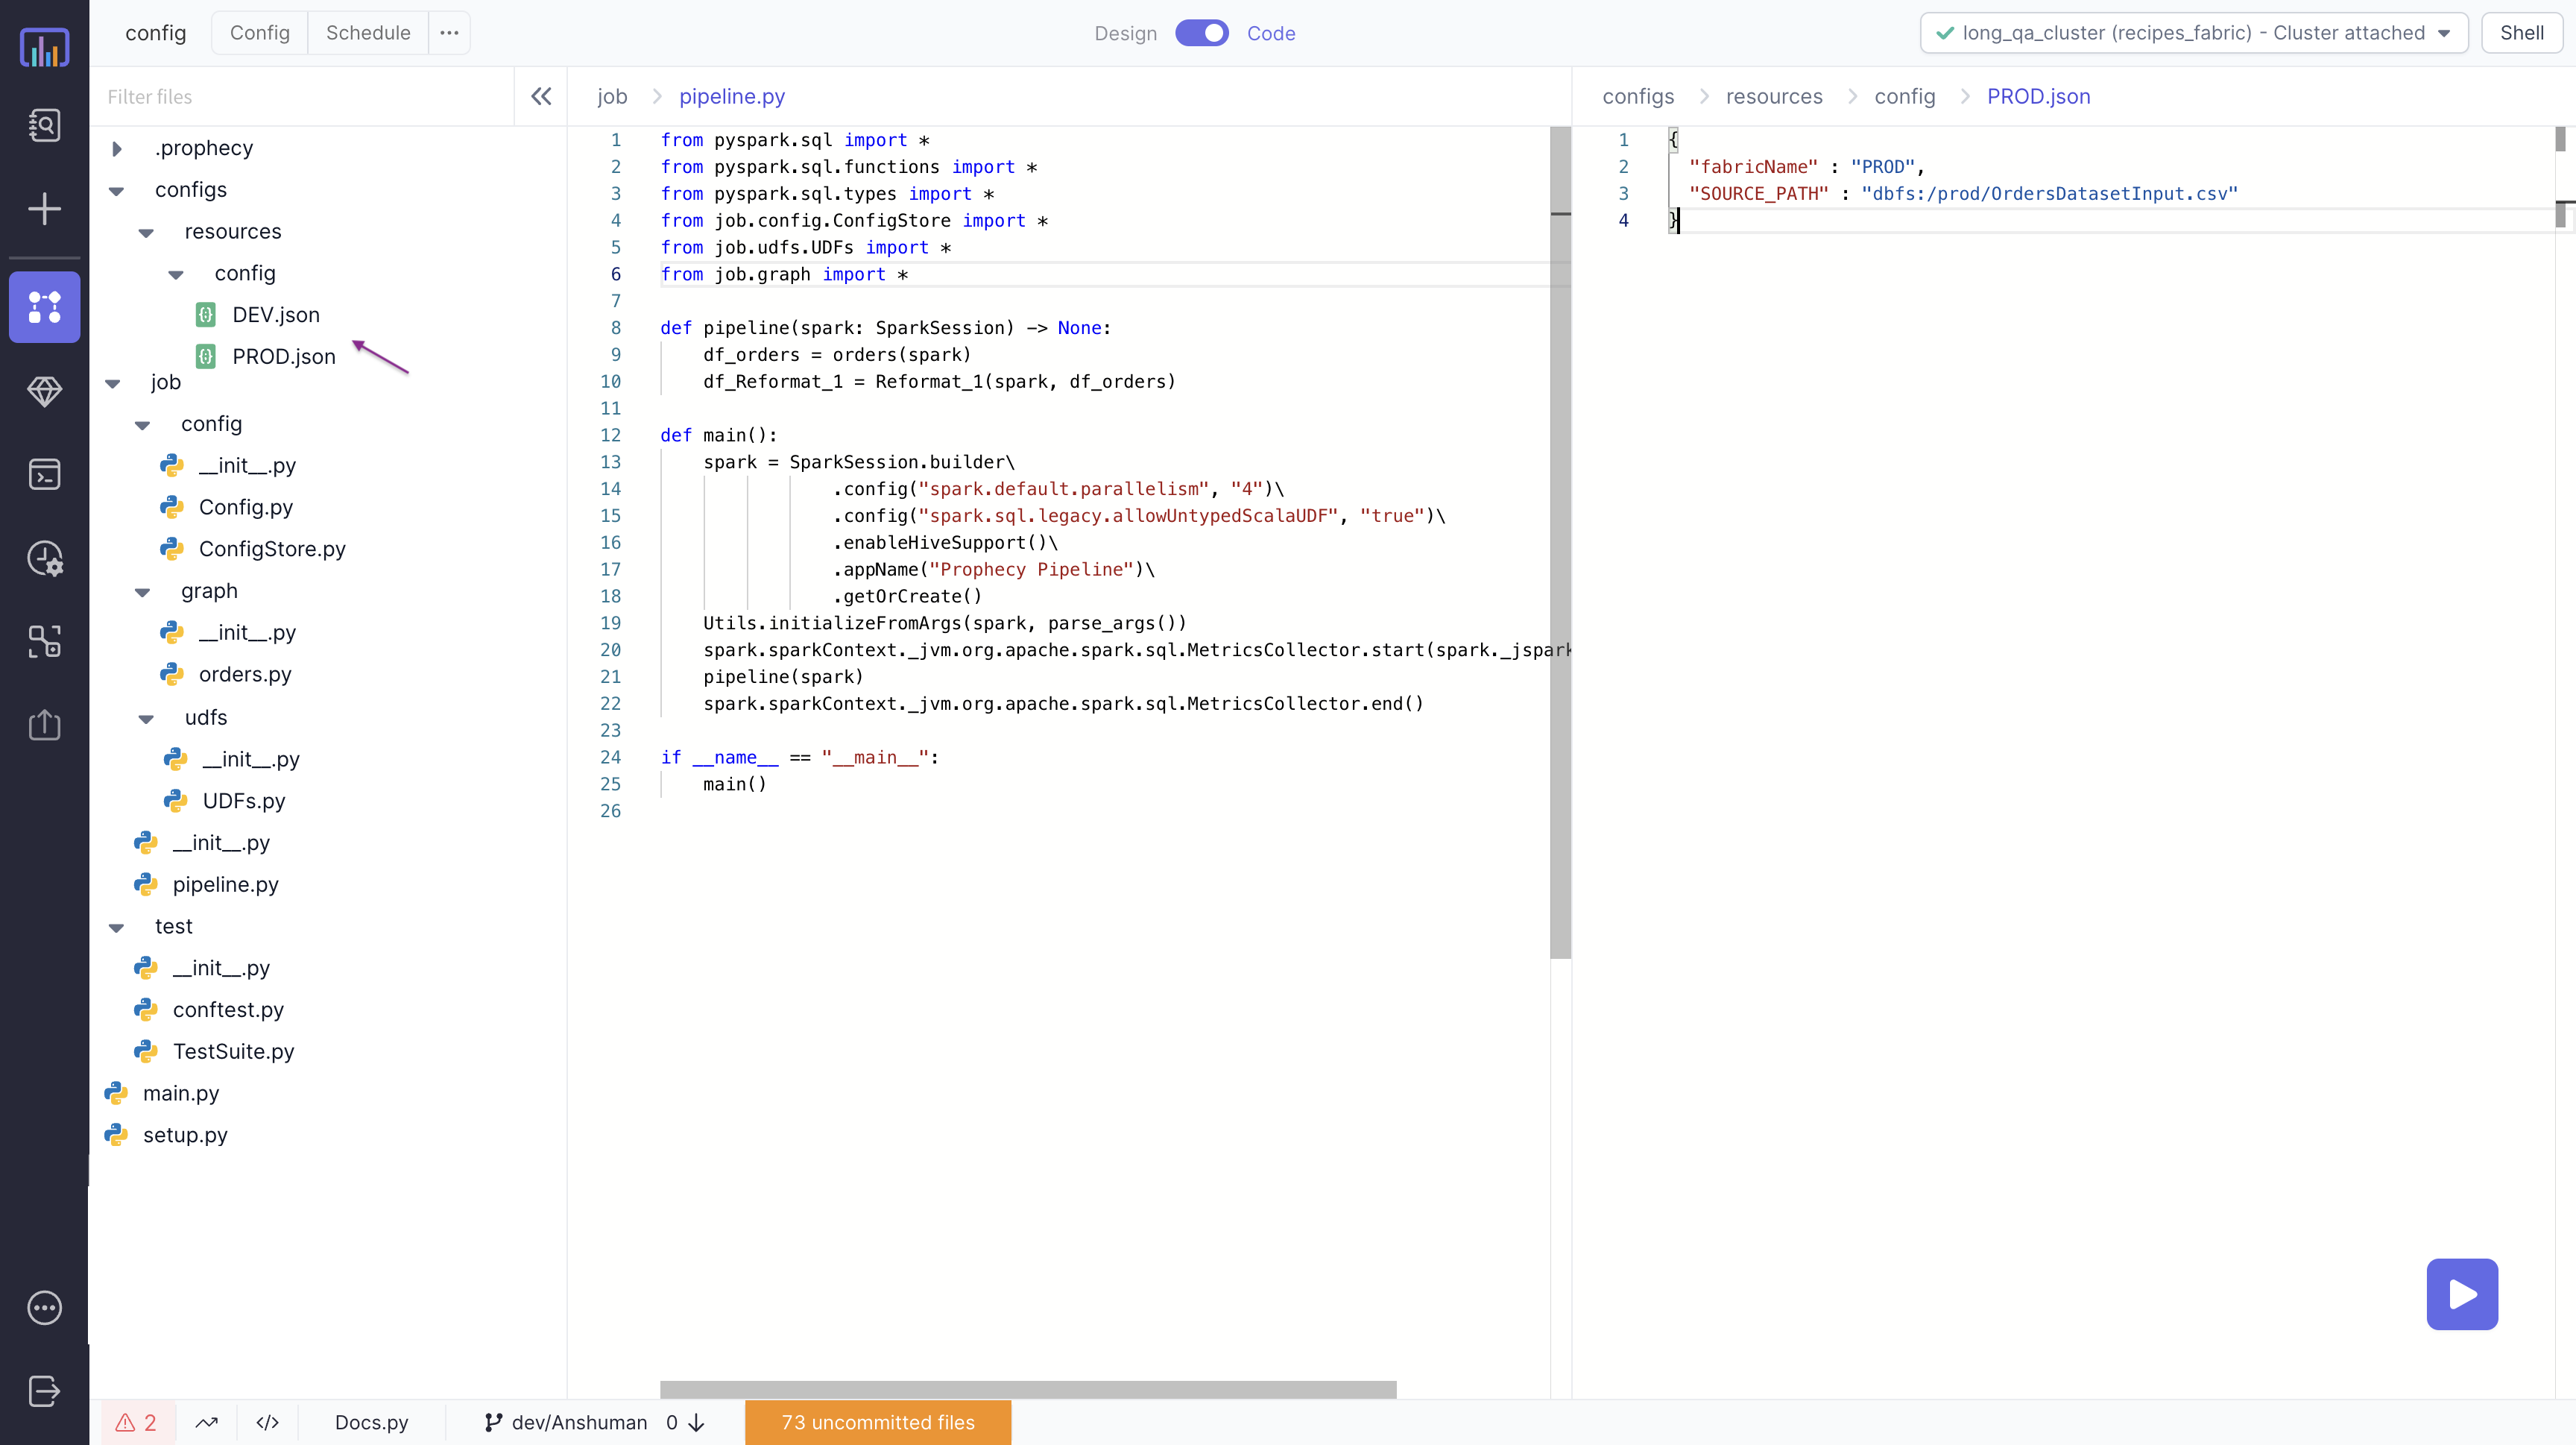 config Config Schedule ••• Design Code long_qa_cluster (recipes_fabric) - Cluster attached Shell
Filter files
.prophecy
configs
resources
config
DEV.json
PROD.json
job
config
__init__.py
Config.py
ConfigStore.py
graph
__init__.py
orders.py
udfs
__init__.py
UDFs.py
__init__.py
pipeline.py
test
__init__.py
conftest.py
TestSuite.py
main.py
setup.py
job > pipeline.py
1 from pyspark.sql import *
2 from pyspark.sql.functions import *
3 from pyspark.sql.types import *
4 from job.config.ConfigStore import *
5 from job.udfs.UDFs import *
6 from job.graph import *
7
8 def pipeline(spark: SparkSession) -> None:
9 df_orders = orders(spark)
10 df_Reformat_1 = Reformat_1(spark, df_orders)
11
12 def main():
13 spark = SparkSession.builder\
14 .config("spark.default.parallelism", "4")\
15 .config("spark.sql.legacy.allowUntypedScalaUDF", "true")\
16 .enableHiveSupport()\
17 .appName("Prophecy Pipeline")\
18 .getOrCreate()
19 Utils.initializeFromArgs(spark, parse_args())
20 spark.sparkContext._jvm.org.apache.spark.sql.MetricsCollector.start(spark._jspark
21 pipeline(spark)
22 spark.sparkContext._jvm.org.apache.spark.sql.MetricsCollector.end()
23
24 if __name__ == "__main__":
25 main()
26
configs > resources > config > PROD.json
1 {
2 "fabricName" : "PROD",
3 "SOURCE_PATH" : "dbfs:/prod/OrdersDatasetInput.csv"
4 }
2 </> Docs.py dev/Anshuman 0 ↓ 73 uncommitted files